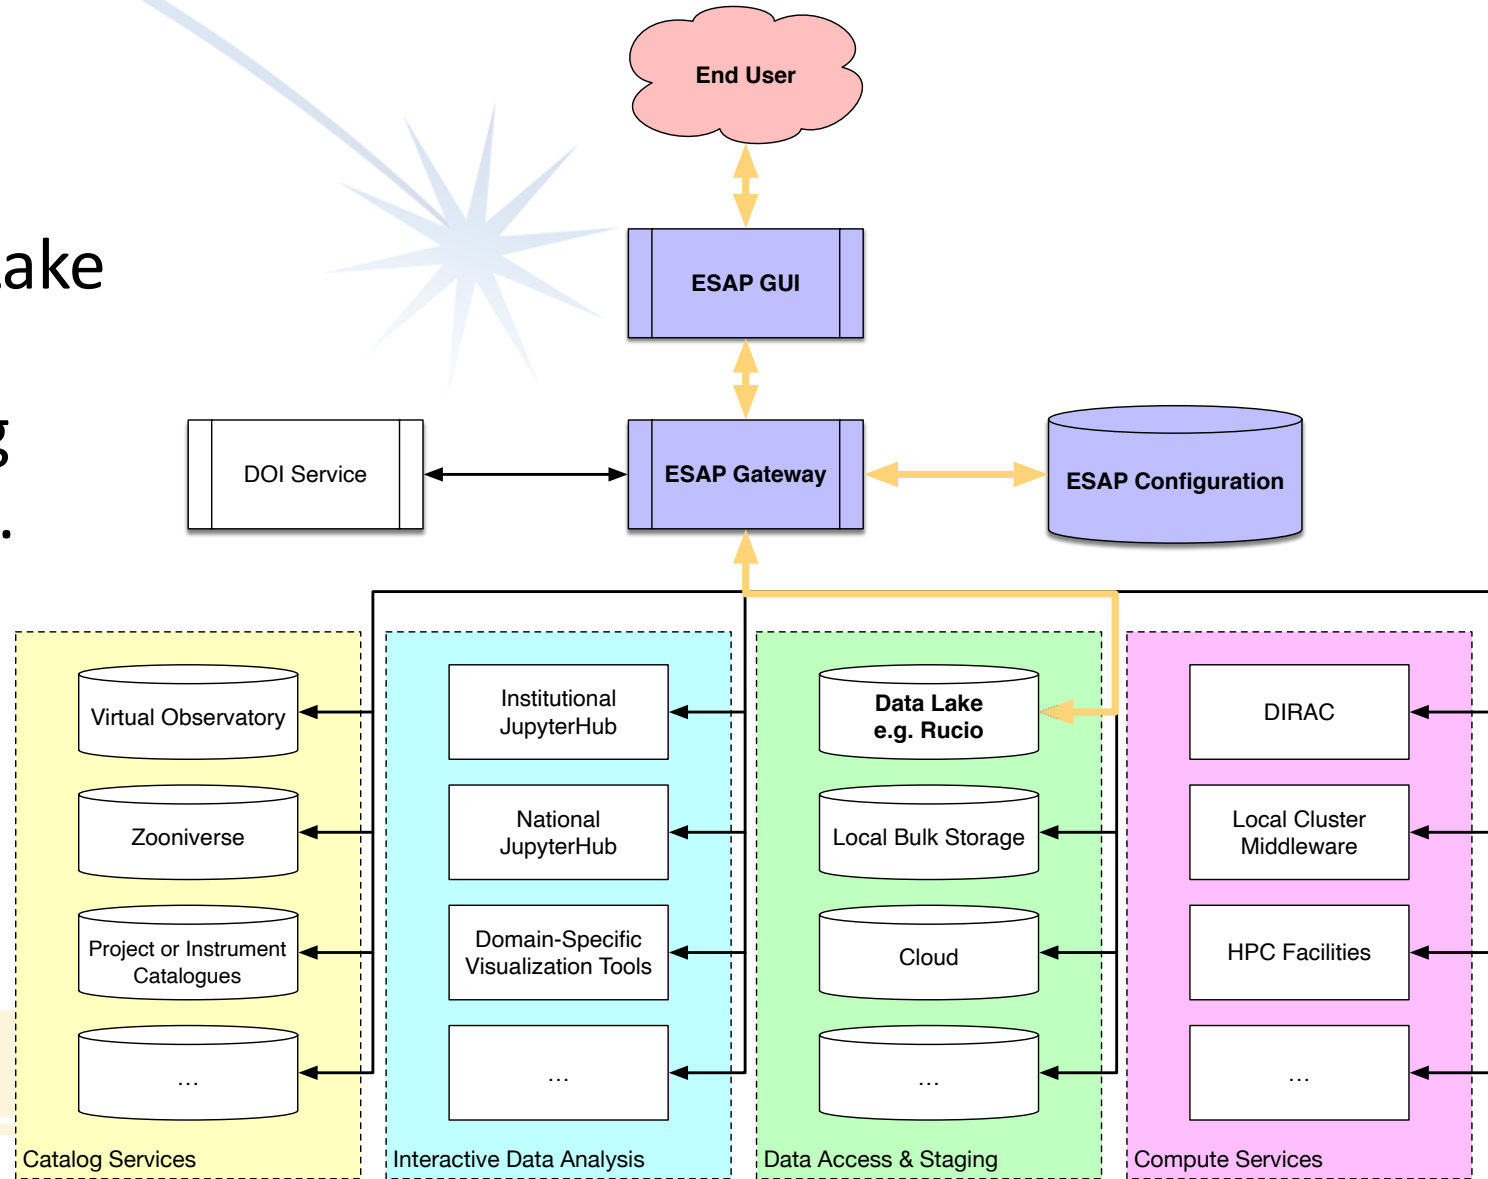 End User
ake
ESAP GUI
g
.
DOI Service
ESAP Gateway
ESAP Configuration
Virtual Observatory
Zooniverse
Project or Instrument
Catalogues
...
Catalog Services
Institutional
JupyterHub
National
JupyterHub
Domain-Specific
Visualization Tools
...
Interactive Data Analysis
Data Lake
e.g. Rucio
Local Bulk Storage
Cloud
...
Data Access & Staging
DIRAC
Local Cluster
Middleware
HPC Facilities
...
Compute Services